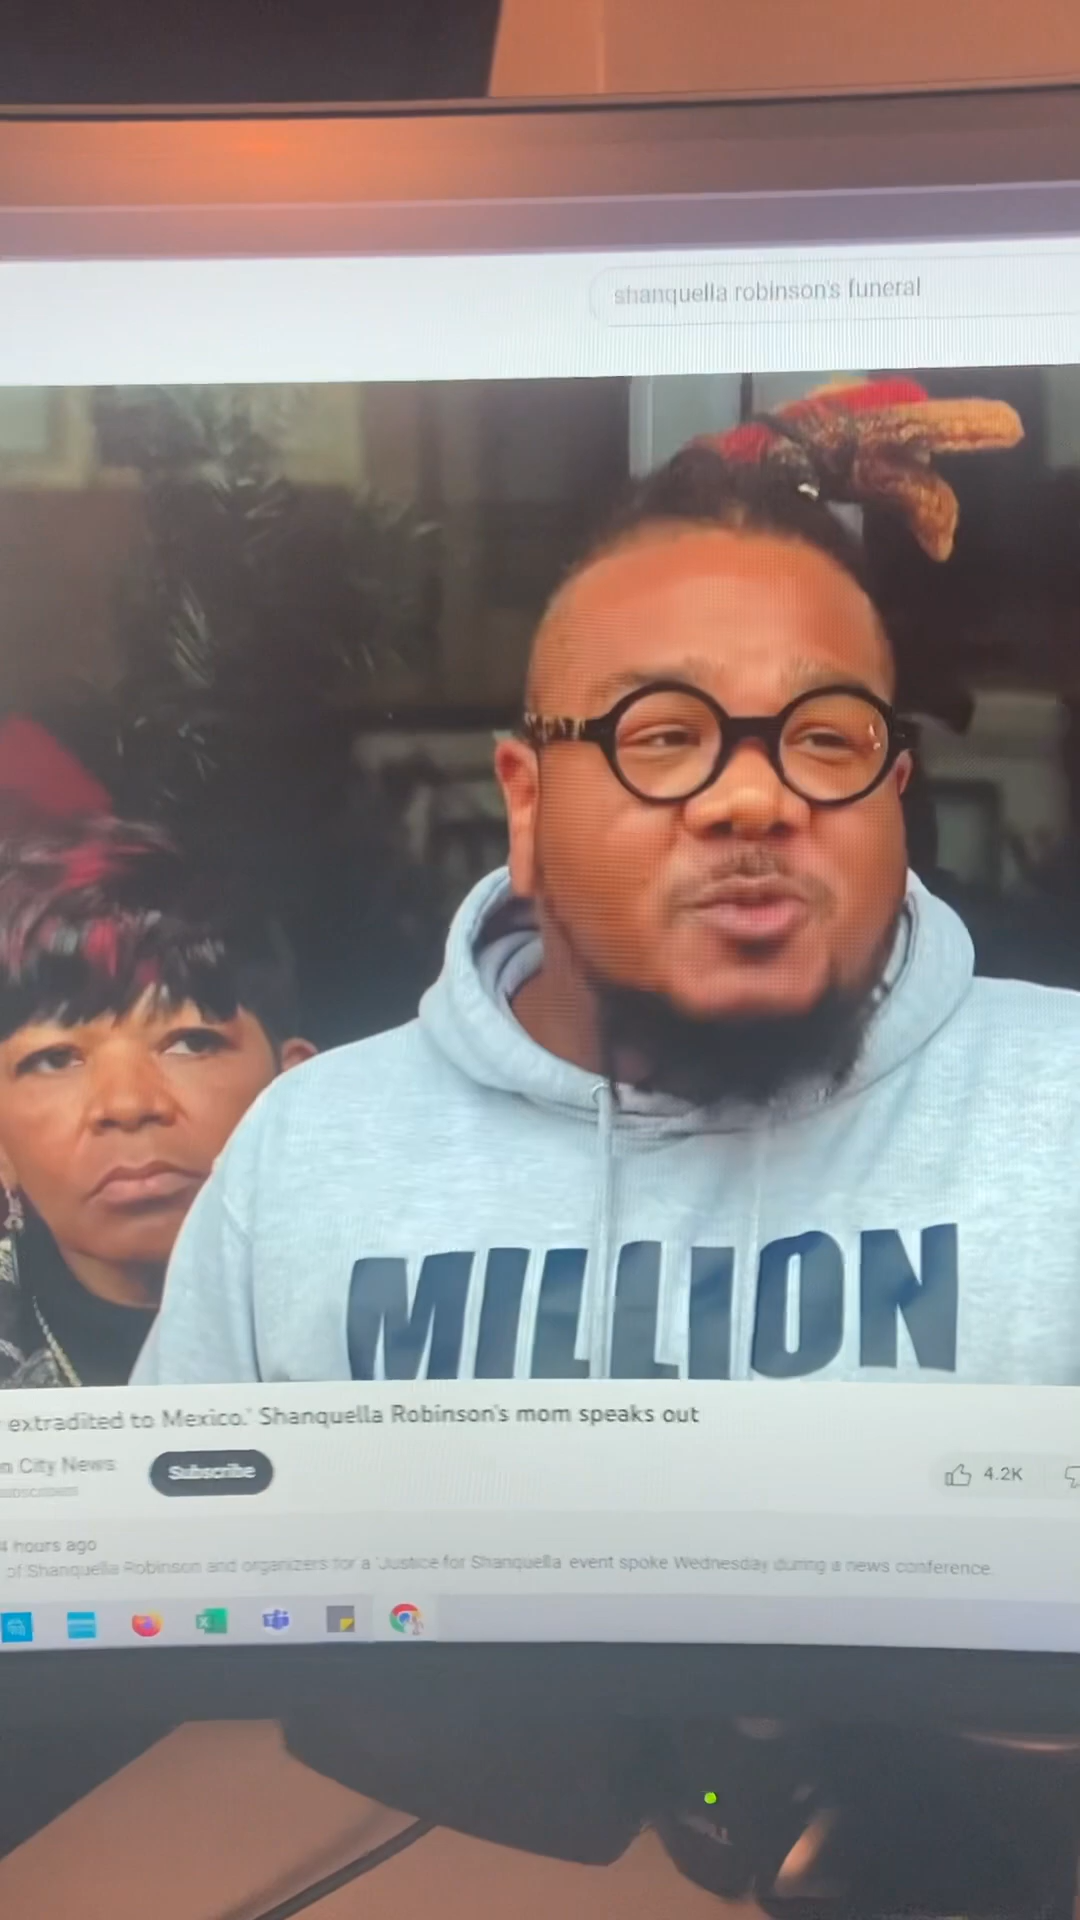 shanquella robinson's funeral
MILLION
extradited to Mexico.' Shanquella Robinson's mom speaks out
n City News
Subscribe
4.2K
4 hours ago
of Shanquella Robinson and organizers for a 'Justice for Shanquella event spoke Wednesday during a news conference.